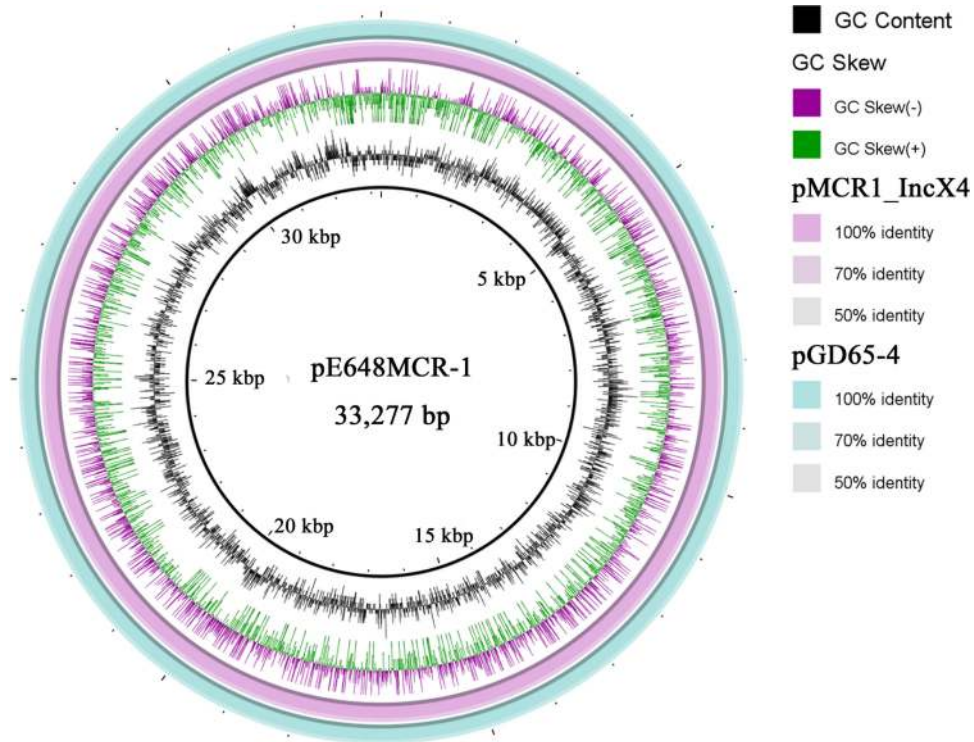 30 kbp
5 kbp
25 kbp
pE648MCR-1
33,277 bp
10 kbp
20 kbp
15 kbp
GC Content
GC Skew
GC Skew(-)
GC Skew(+)
pMCR1_IncX4
100% identity
70% identity
50% identity
pGD65-4
100% identity
70% identity
50% identity